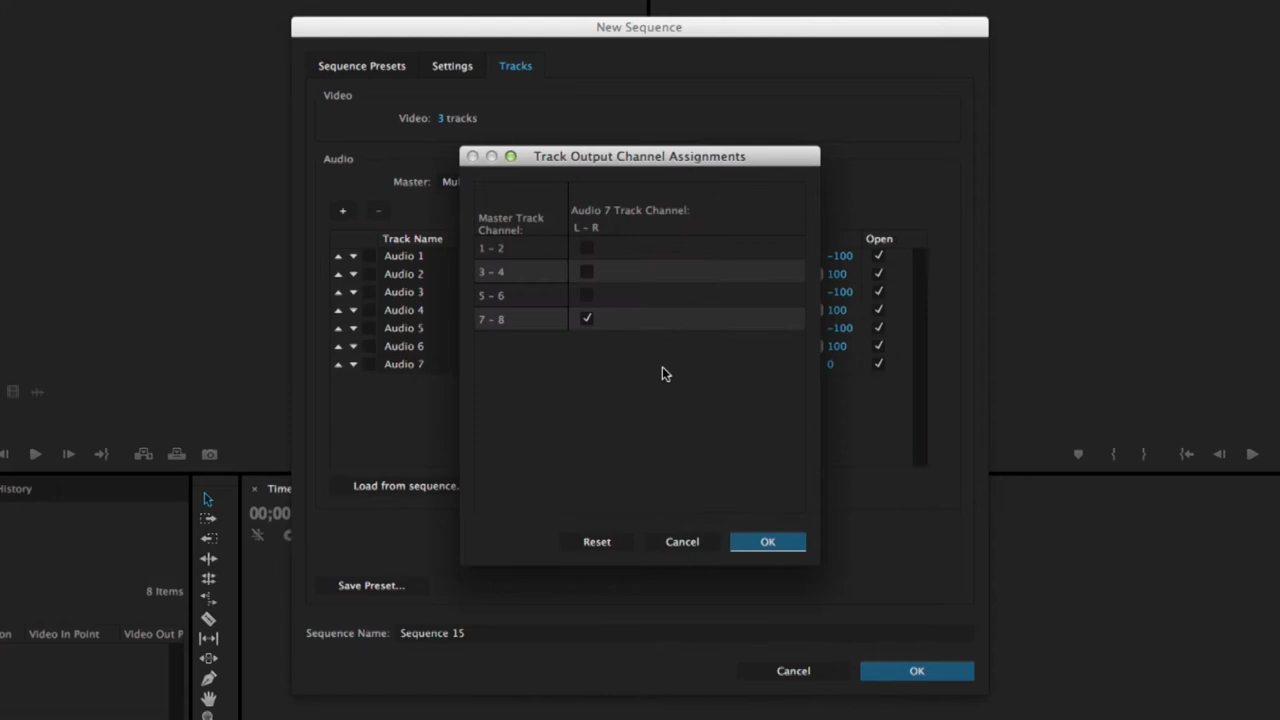 New Sequence
Sequence Presets
Settings
Tracks
Video
Video: 3 tracks
Audio
Master: Mul
+
-
Track Output Channel Assignments
Master Track
Channel:
Audio 7 Track Channel:
L - R
1 - 2
3 - 4
5 - 6
7 - 8
Reset
Cancel
OK
Track Name
Open
Audio 1
-100
Audio 2
100
Audio 3
-100
Audio 4
100
Audio 5
-100
Audio 6
100
Audio 7
0
Load from sequence.
Save Preset...
Sequence Name: Sequence 15
Cancel
OK
History
8 Items
on
Video In Point
Video Out P
× Time
00;00